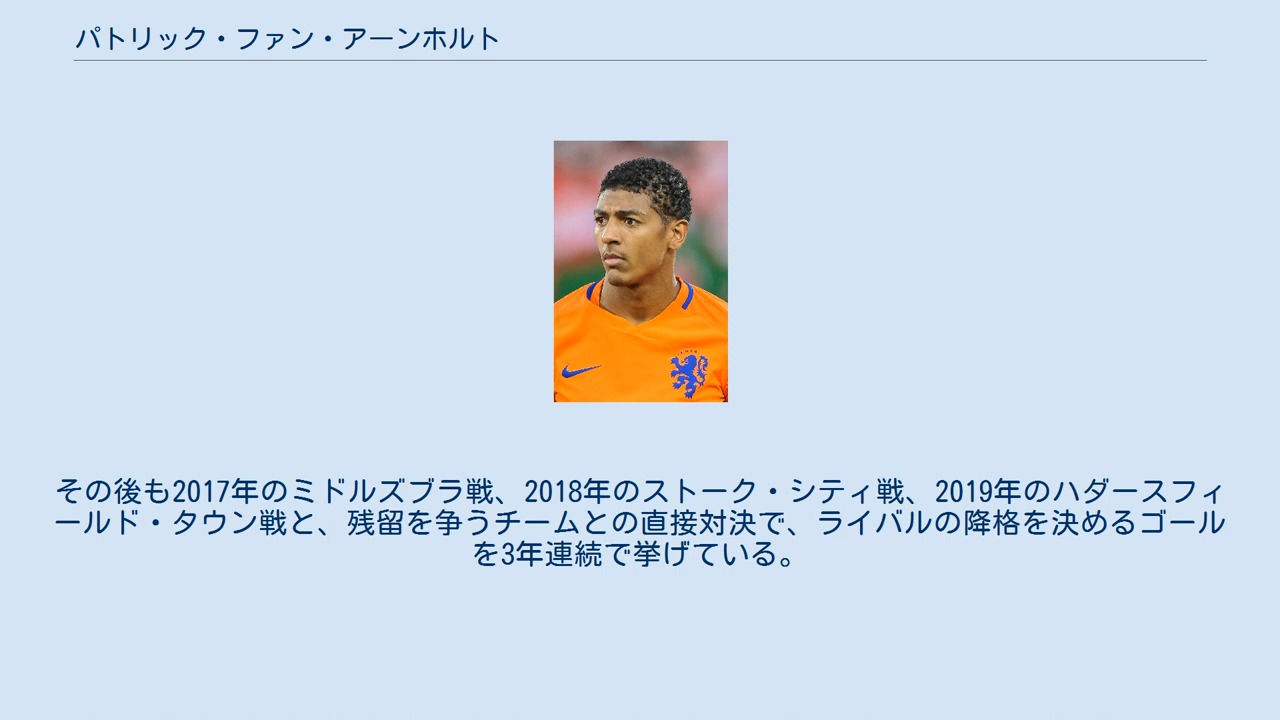 パトリック・ファン・アーンホルト
その後も2017年のミドルズブラ戦、2018年のストーク・シティ戦、2019年のハダースフィ
ールド・タウン戦と、残留を争うチームとの直接対決で、ライバルの降格を決めるゴール
を3年連続で挙げている。